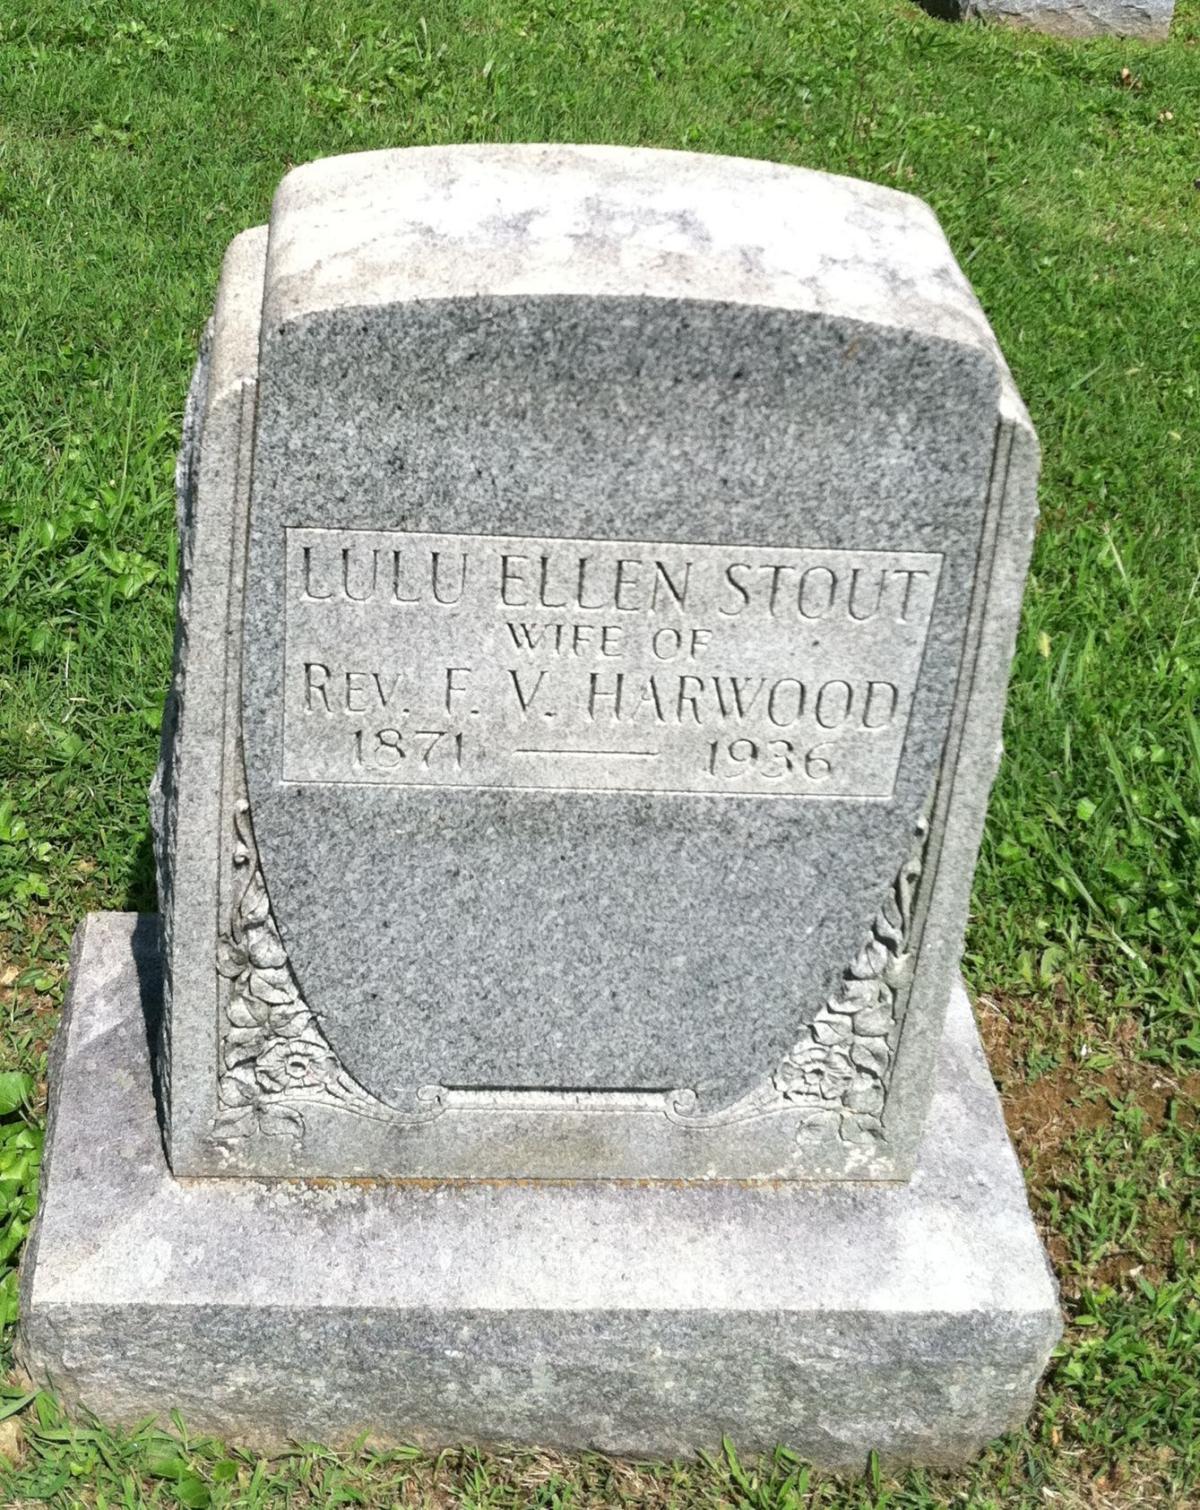 LULU ELLEN STOUT
WIFE OF
REV. F. V. HARWOOD
1871 — 1936